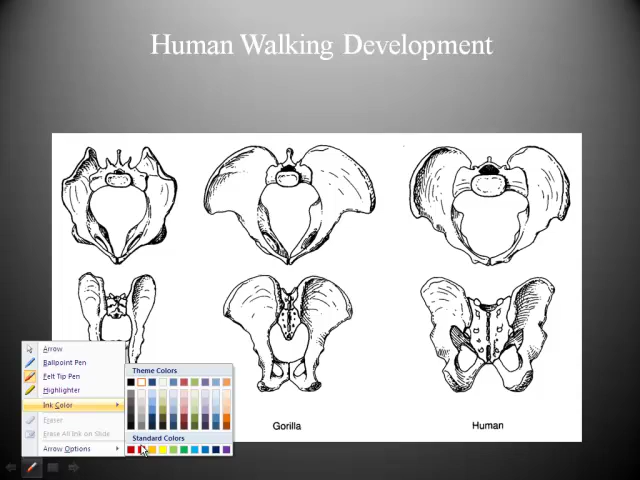 Human Walking Development
Arrow
Ballpoint Pen
Felt Tip Pen
Highlighter
Ink Color
Eraser
Erase All Ink on Slide
Arrow Options
Theme Colors
Standard Colors
Gorilla
Human